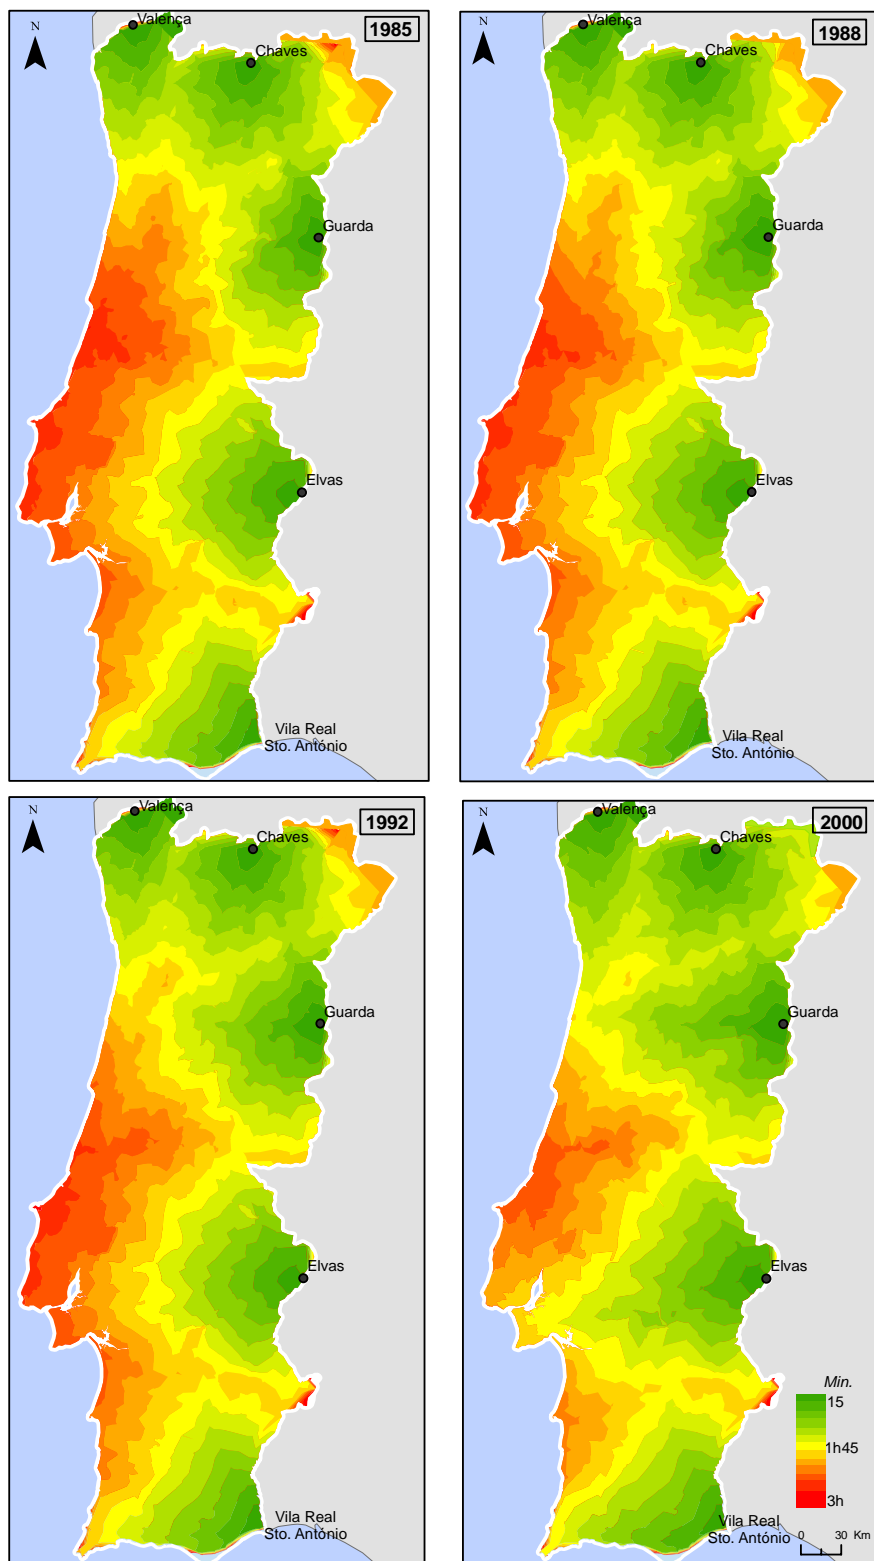 N
Valença
1985
Chaves
Guarda
Elvas
Vila Real
Sto. António
N
Valença
1988
Chaves
Guarda
Elvas
Vila Real
Sto. António
N
Valença
1992
Chaves
Guarda
Elvas
Vila Real
Sto. António
N
Valença
2000
Chaves
Guarda
Elvas
Min.
15
1h45
3h
Vila Real
Sto. António
0 30 Km